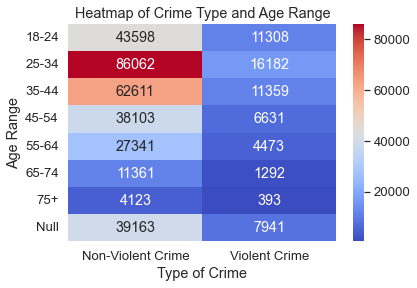 Heatmap of Crime Type and Age Range
18-24 43598 11308
80000
25-34 86062 16182
35-44 62611 11359
60000
45-54 38103 6631
55-64 27341 4473
40000
65-74 11361 1292
75+ 4123 393
20000
Null 39163 7941
Age Range
Non-Violent Crime Violent Crime
Type of Crime